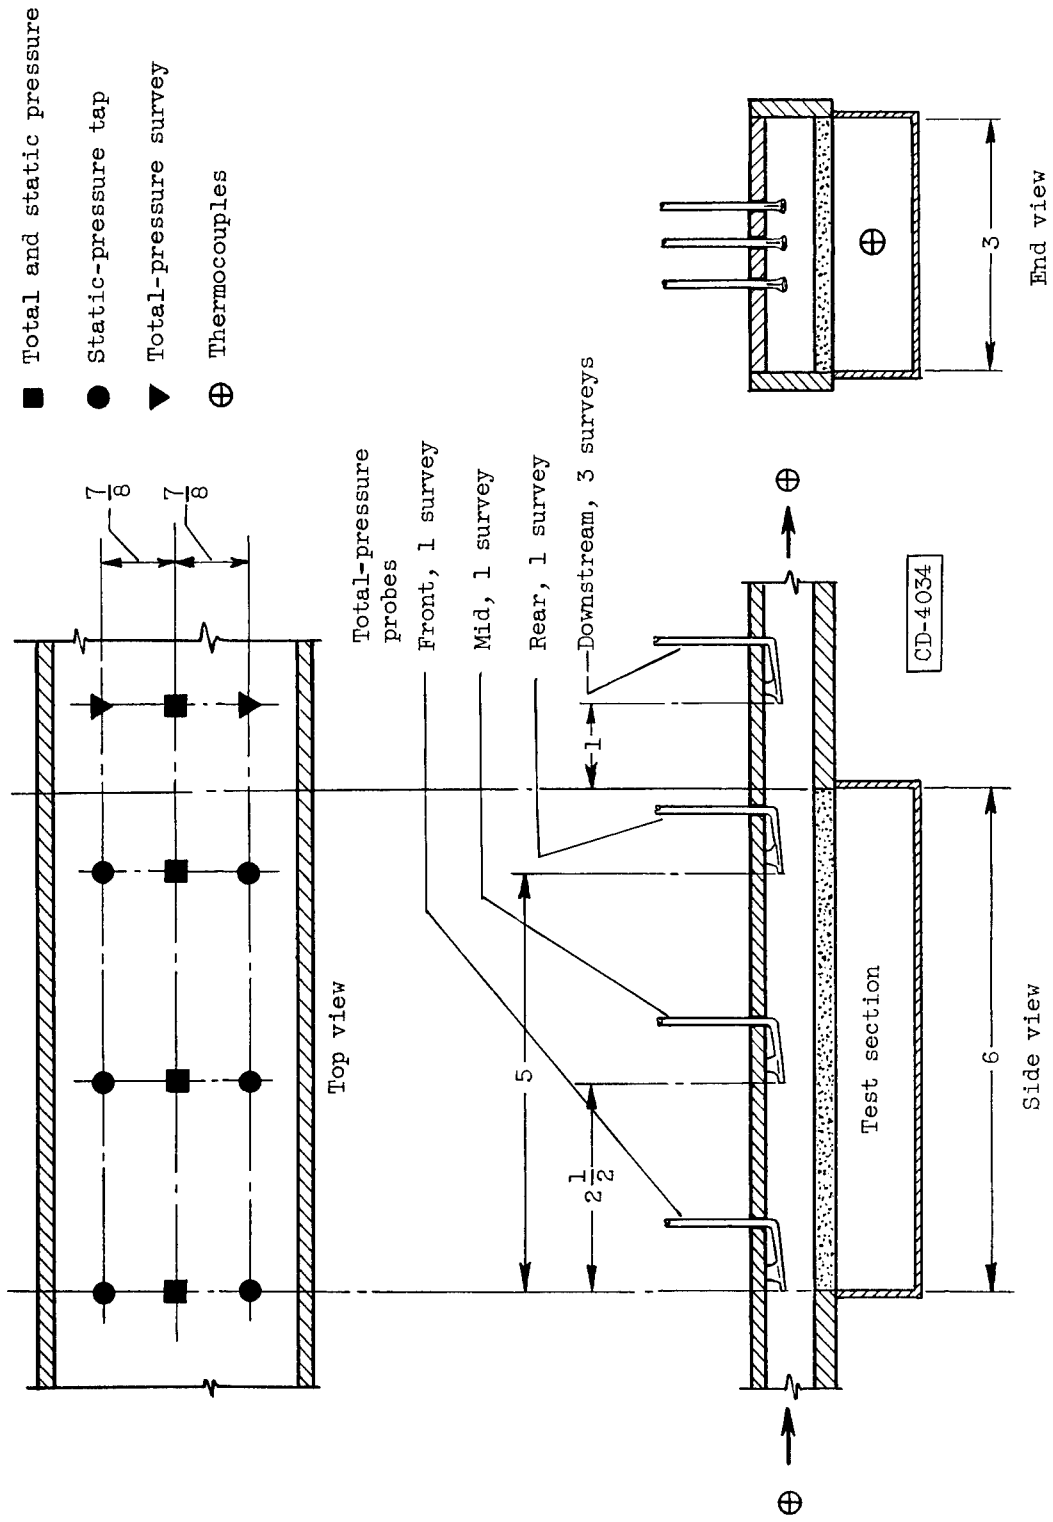 ■ Total and static pressure
● Static-pressure tap
▼ Total-pressure survey
⊕ Thermocouples
7/8
7/8
Top view
Total-pressure
probes
Front, 1 survey
Mid, 1 survey
Rear, 1 survey
Downstream, 3 surveys
5
2 1/2
1
Test section
6
Side view
CD-4034
3
End view